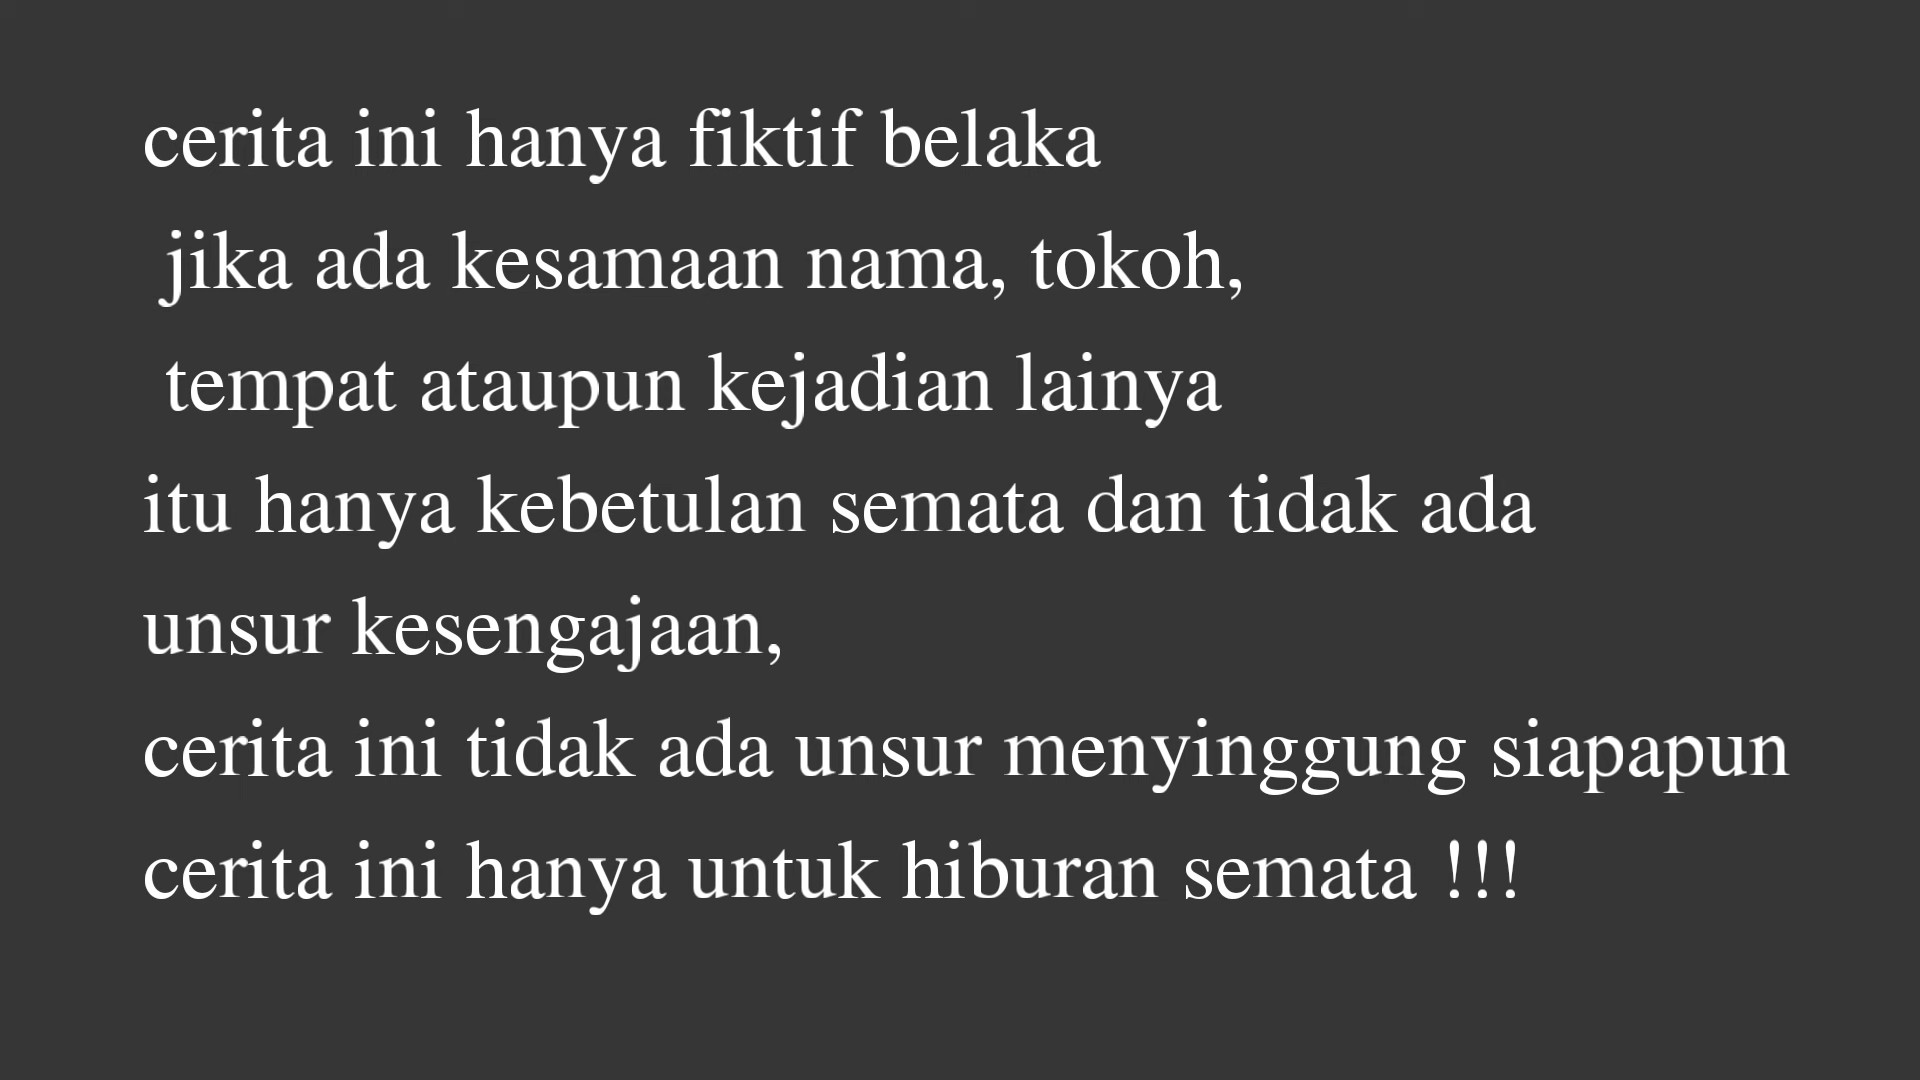 cerita ini hanya fiktif belaka
jika ada kesamaan nama, tokoh,
tempat ataupun kejadian lainya
itu hanya kebetulan semata dan tidak ada
unsur kesengajaan,
cerita ini tidak ada unsur menyinggung siapapun
cerita ini hanya untuk hiburan semata !!!